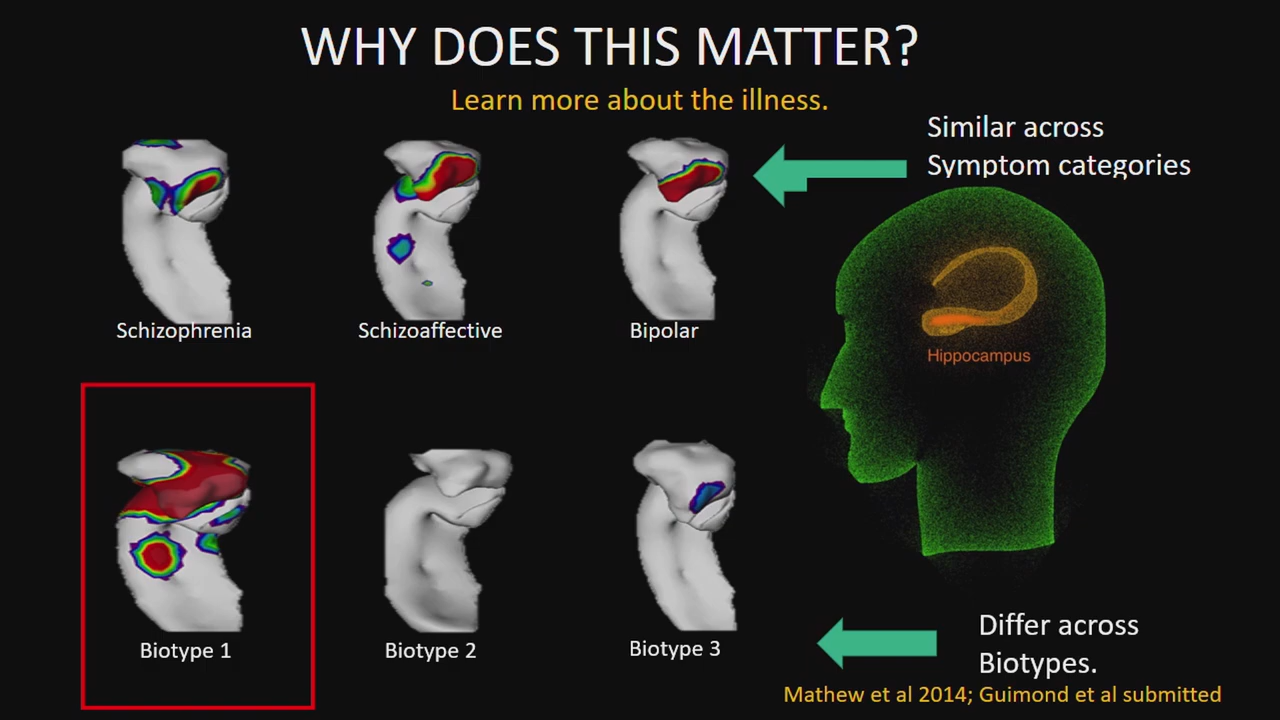 WHY DOES THIS MATTER?
Learn more about the illness.
Similar across
Symptom categories
Schizophrenia
Schizoaffective
Bipolar
Hippocampus
Biotype 1
Biotype 2
Biotype 3
Differ across
Biotypes.
Mathew et al 2014; Guimond et al submitted